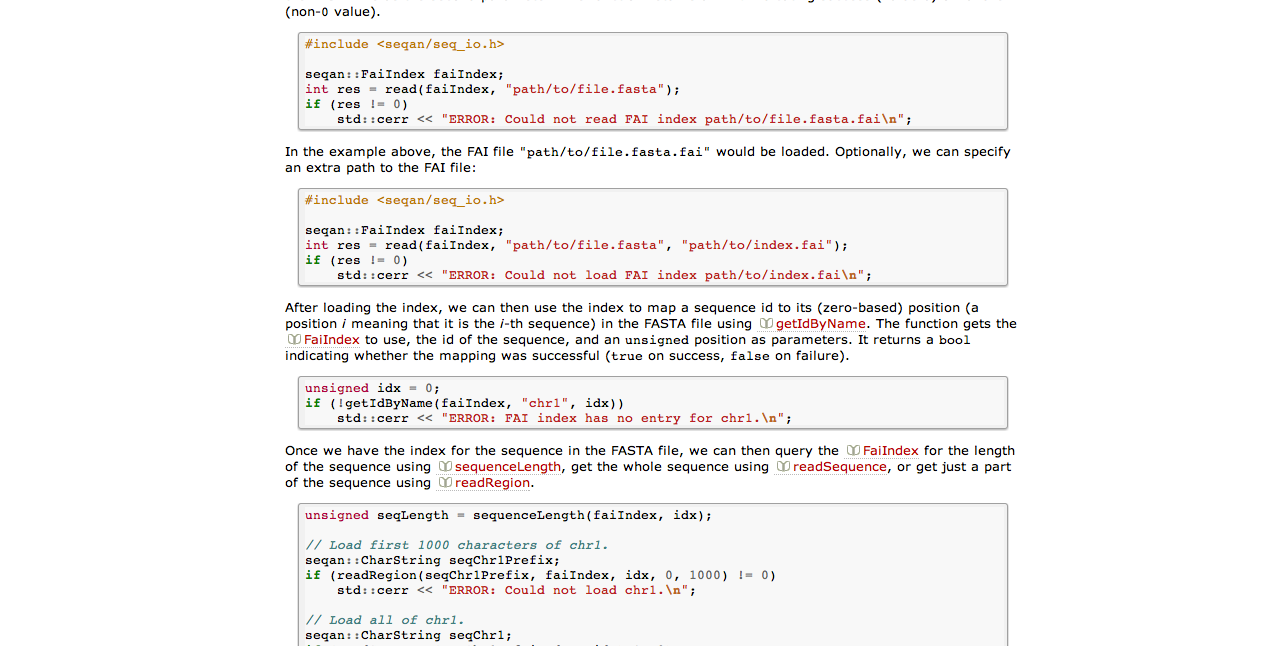 (non-0 value).
#include <seqan/seq_io.h>
seqan::FaiIndex faiIndex;
int res = read(faiIndex, "path/to/file.fasta");
if (res != 0)
    std::cerr << "ERROR: Could not read FAI index path/to/file.fasta.fai\n";
In the example above, the FAI file "path/to/file.fasta.fai" would be loaded. Optionally, we can specify
an extra path to the FAI file:
#include <seqan/seq_io.h>
seqan::FaiIndex faiIndex;
int res = read(faiIndex, "path/to/file.fasta", "path/to/index.fai");
if (res != 0)
    std::cerr << "ERROR: Could not load FAI index path/to/index.fai\n";
After loading the index, we can then use the index to map a sequence id to its (zero-based) position (a
position i meaning that it is the i-th sequence) in the FASTA file using getIdByName. The function gets the
FaiIndex to use, the id of the sequence, and an unsigned position as parameters. It returns a bool
indicating whether the mapping was successful (true on success, false on failure).
unsigned idx = 0;
if (!getIdByName(faiIndex, "chr1", idx))
    std::cerr << "ERROR: FAI index has no entry for chr1.\n";
Once we have the index for the sequence in the FASTA file, we can then query the FaiIndex for the length
of the sequence using sequenceLength, get the whole sequence using readSequence, or get just a part
of the sequence using readRegion.
unsigned seqLength = sequenceLength(faiIndex, idx);
// Load first 1000 characters of chr1.
seqan::CharString seqChr1Prefix;
if (readRegion(seqChr1Prefix, faiIndex, idx, 0, 1000) != 0)
    std::cerr << "ERROR: Could not load chr1.\n";
// Load all of chr1.
seqan::CharString seqChr1;